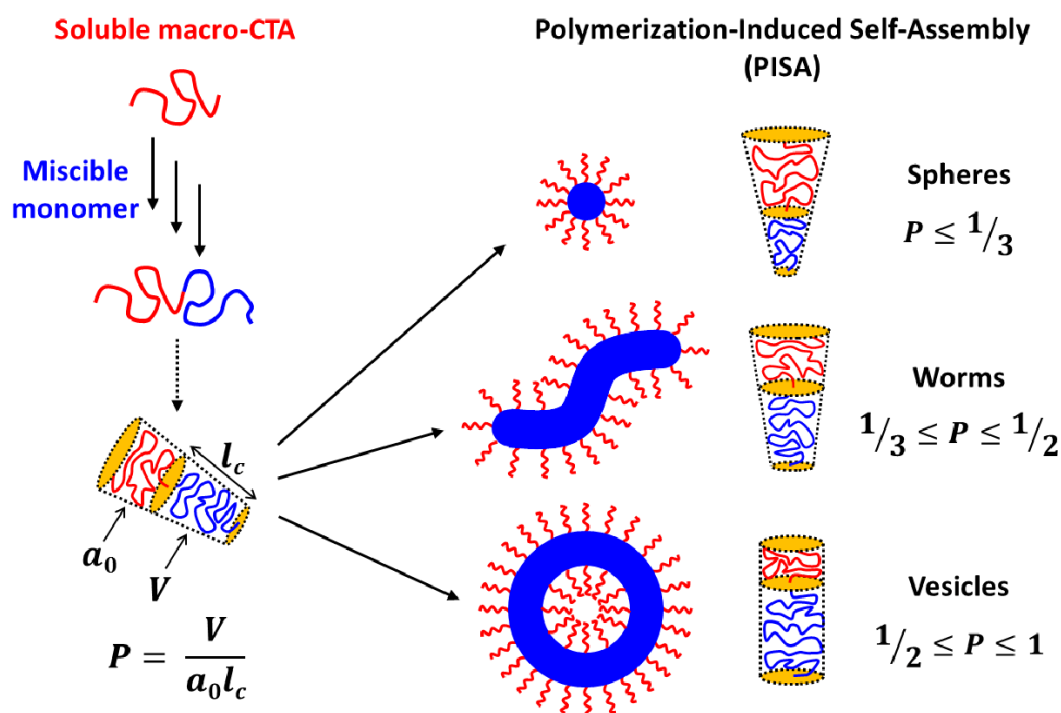 Soluble macro-CTA
Polymerization-Induced Self-Assembly
(PISA)
Miscible
monomer
l_c
a_0
V
P = V / a_0 l_c
Spheres
P ≤ 1/3
Worms
1/3 ≤ P ≤ 1/2
Vesicles
1/2 ≤ P ≤ 1